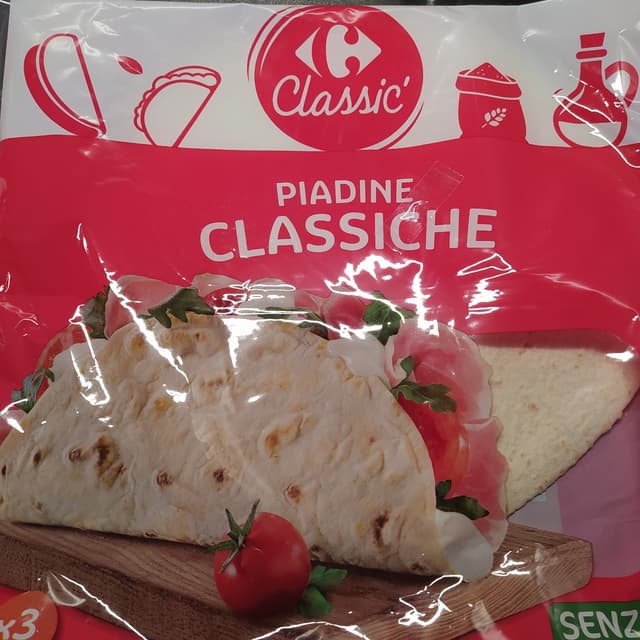 Classic'
PIADINE
CLASSICHE
x3
SENZ